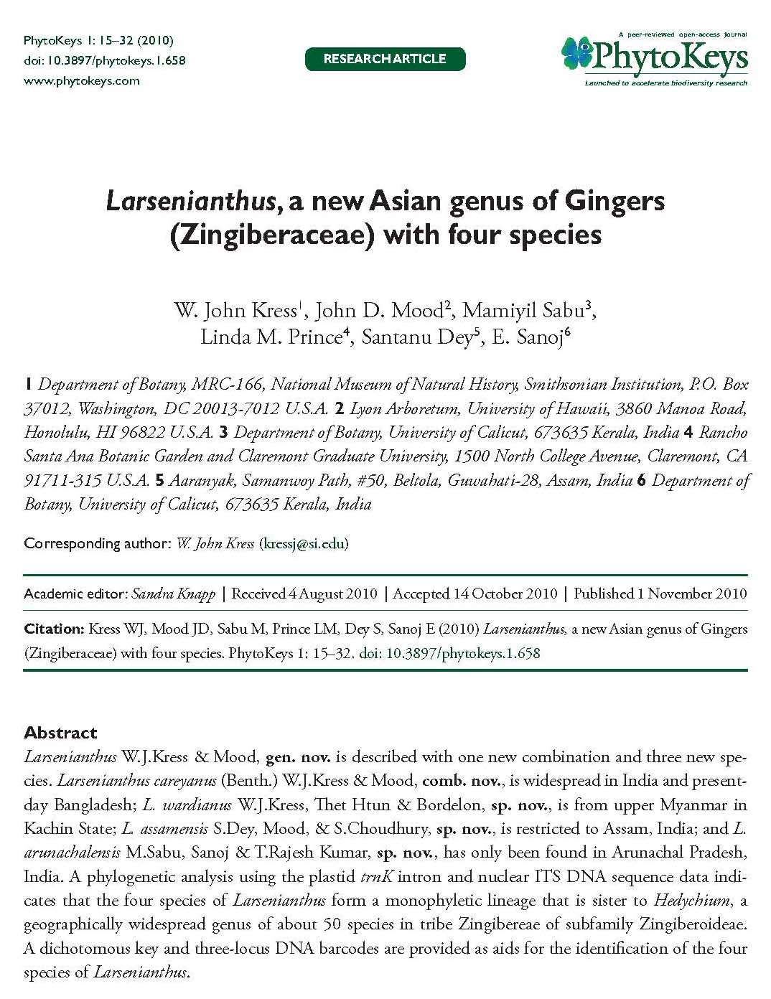 PhytoKeys 1: 15–32 (2010)
doi: 10.3897/phytokeys.1.658
www.phytokeys.com
RESEARCH ARTICLE
A peer-reviewed open-access journal
PhytoKeys
Launched to accelerate biodiversity research
Larsenianthus, a new Asian genus of Gingers
(Zingiberaceae) with four species
W. John Kress¹, John D. Mood², Mamiyil Sabu³,
Linda M. Prince⁴, Santanu Dey⁵, E. Sanoj⁶
1 Department of Botany, MRC-166, National Museum of Natural History, Smithsonian Institution, P.O. Box
37012, Washington, DC 20013-7012 U.S.A. 2 Lyon Arboretum, University of Hawaii, 3860 Manoa Road,
Honolulu, HI 96822 U.S.A. 3 Department of Botany, University of Calicut, 673635 Kerala, India 4 Rancho
Santa Ana Botanic Garden and Claremont Graduate University, 1500 North College Avenue, Claremont, CA
91711-315 U.S.A. 5 Aaranyak, Samanwoy Path, #50, Beltola, Guwahati-28, Assam, India 6 Department of
Botany, University of Calicut, 673635 Kerala, India
Corresponding author: W. John Kress (kressj@si.edu)
Academic editor: Sandra Knapp | Received 4 August 2010 | Accepted 14 October 2010 | Published 1 November 2010
Citation: Kress WJ, Mood JD, Sabu M, Prince LM, Dey S, Sanoj E (2010) Larsenianthus, a new Asian genus of Gingers
(Zingiberaceae) with four species. PhytoKeys 1: 15–32. doi: 10.3897/phytokeys.1.658
Abstract
Larsenianthus W.J.Kress & Mood, gen. nov. is described with one new combination and three new spe-
cies. Larsenianthus careyanus (Benth.) W.J.Kress & Mood, comb. nov., is widespread in India and present-
day Bangladesh; L. wardianus W.J.Kress, Thet Htun & Bordelon, sp. nov., is from upper Myanmar in
Kachin State; L. assamensis S.Dey, Mood, & S.Choudhury, sp. nov., is restricted to Assam, India; and L.
arunachalensis M.Sabu, Sanoj & T.Rajesh Kumar, sp. nov., has only been found in Arunachal Pradesh,
India. A phylogenetic analysis using the plastid trnK intron and nuclear ITS DNA sequence data indi-
cates that the four species of Larsenianthus form a monophyletic lineage that is sister to Hedychium, a
geographically widespread genus of about 50 species in tribe Zingibereae of subfamily Zingiberoideae.
A dichotomous key and three-locus DNA barcodes are provided as aids for the identification of the four
species of Larsenianthus.